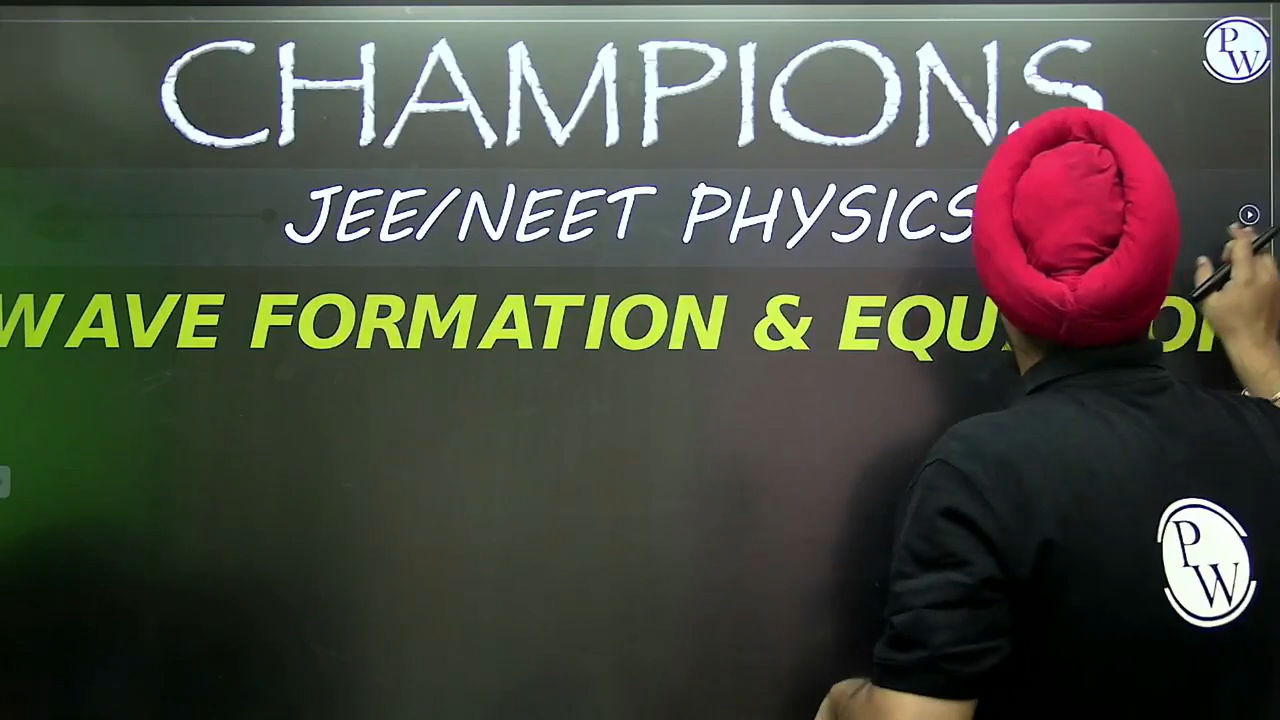 CHAMPIONS
JEE/NEET PHYSICS
WAVE FORMATION &
PW
PW